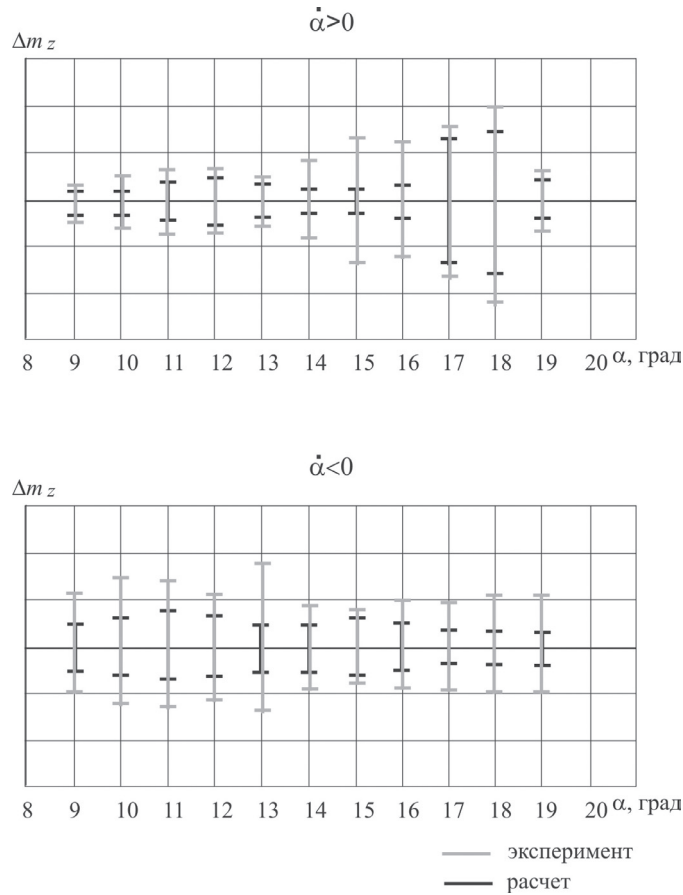 α̇>0
Δm z
8 9 10 11 12 13 14 15 16 17 18 19 20 α, град
α̇<0
Δm z
8 9 10 11 12 13 14 15 16 17 18 19 20 α, град
эксперимент
расчет